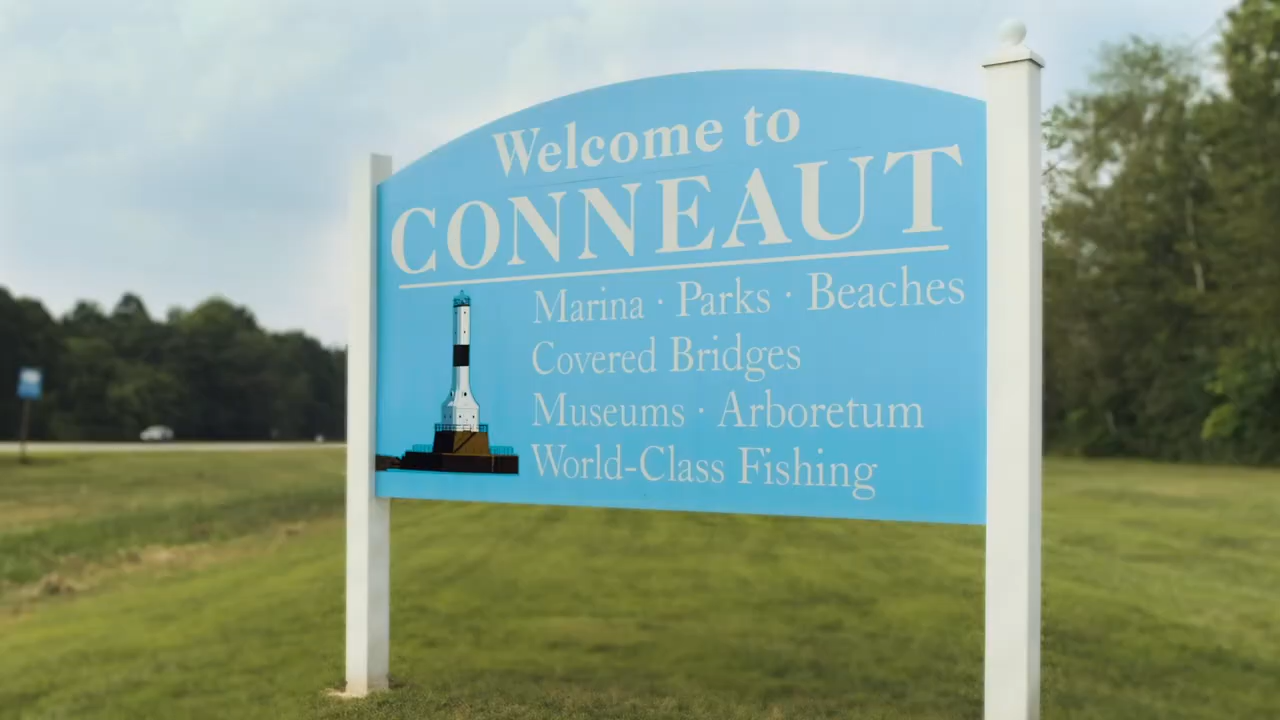 Welcome to
CONNEAUT
Marina · Parks · Beaches
Covered Bridges
Museums · Arboretum
World-Class Fishing